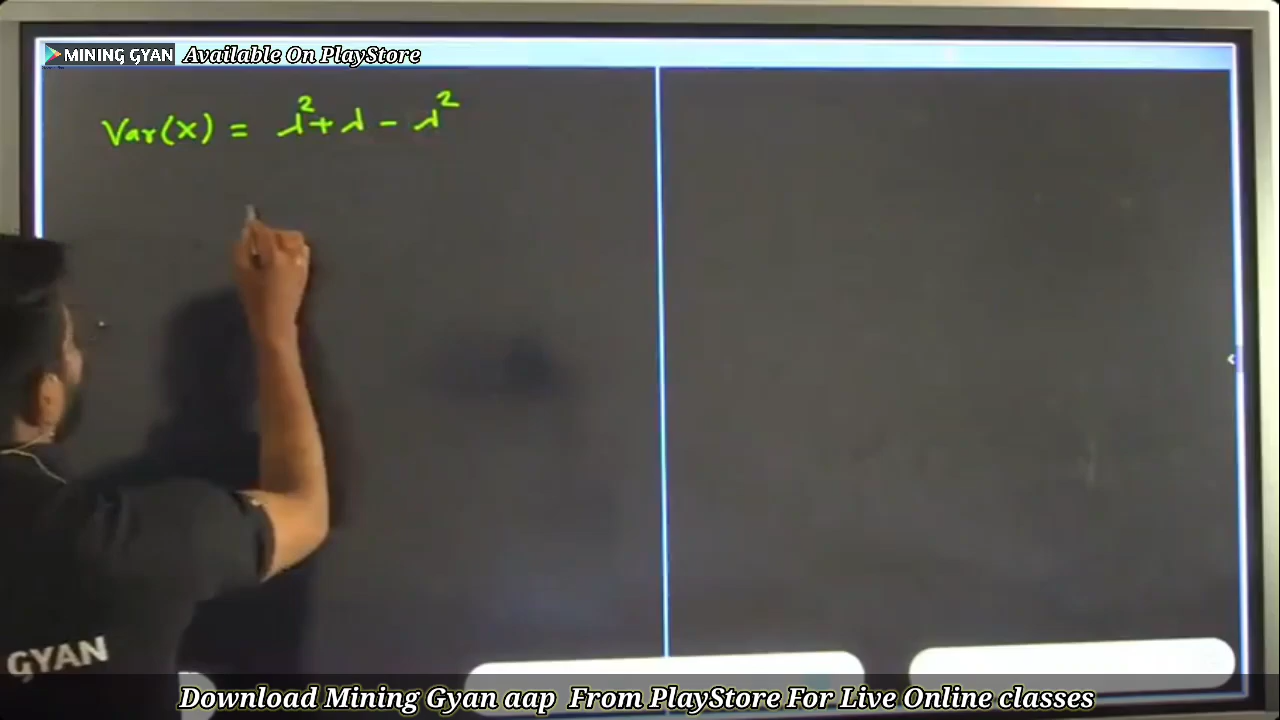 MINING GYAN Available On PlayStore
Var(x) = λ² + λ - λ²
GYAN
Download Mining Gyan aap From PlayStore For Live Online classes